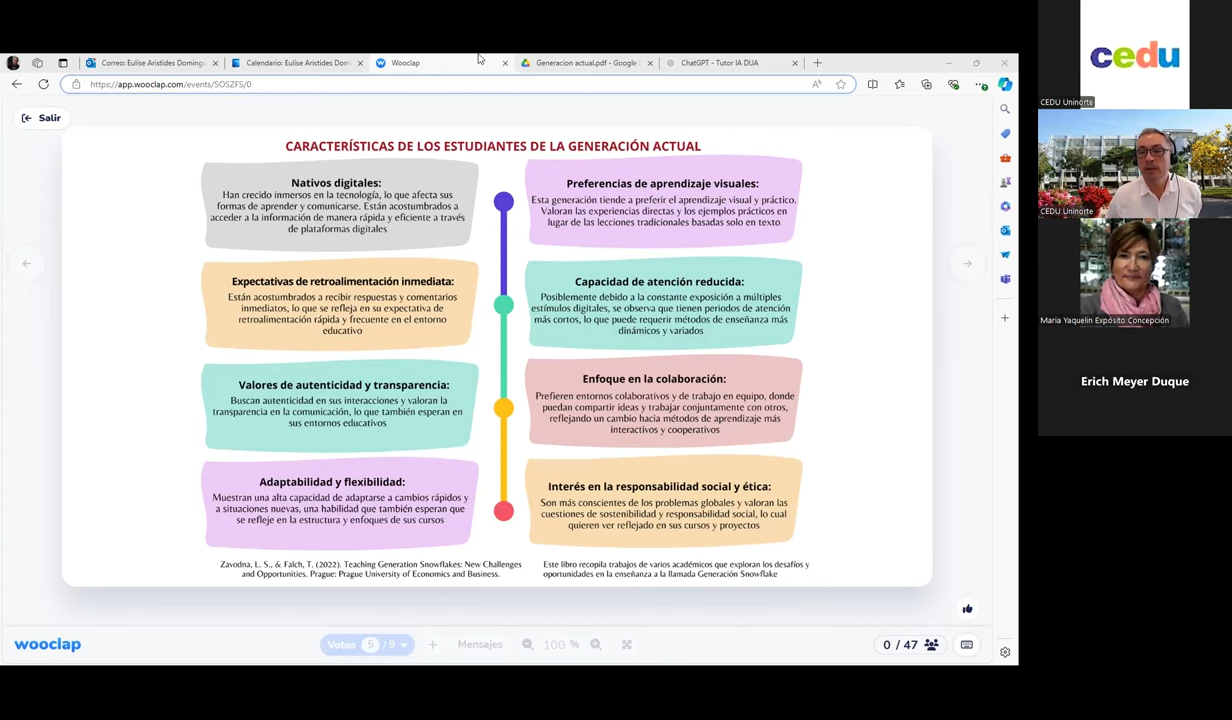 Correo: Eulise Aristides Doming
Calendario: Eulise Aristides Dom
Wooclap
Generacion actual.pdf - Google
ChatGPT - Tutor IA DUA
https://app.wooclap.com/events/SOSZFS/0
Salir
CARACTERÍSTICAS DE LOS ESTUDIANTES DE LA GENERACIÓN ACTUAL
Nativos digitales:
Han crecido inmersos en la tecnología, lo que afecta sus
formas de aprender y comunicarse. Están acostumbrados a
acceder a la información de manera rápida y eficiente a través
de plataformas digitales
Preferencias de aprendizaje visuales:
Esta generación tiende a preferir el aprendizaje visual y práctico.
Valoran las experiencias directas y los ejemplos prácticos en
lugar de las lecciones tradicionales basadas solo en texto
Expectativas de retroalimentación inmediata:
Están acostumbrados a recibir respuestas y comentarios
inmediatos, lo que se refleja en su expectativa de
retroalimentación rápida y frecuente en el entorno
educativo
Capacidad de atención reducida:
Posiblemente debido a la constante exposición a múltiples
estímulos digitales, se observa que tienen periodos de atención
más cortos, lo que puede requerir métodos de enseñanza más
dinámicos y variados
Valores de autenticidad y transparencia:
Buscan autenticidad en sus interacciones y valoran la
transparencia en la comunicación, lo que también esperan en
sus entornos educativos
Enfoque en la colaboración:
Prefieren entornos colaborativos y de trabajo en equipo, donde
puedan compartir ideas y trabajar conjuntamente con otros,
reflejando un cambio hacia métodos de aprendizaje más
interactivos y cooperativos
Adaptabilidad y flexibilidad:
Muestran una alta capacidad de adaptarse a cambios rápidos y
a situaciones nuevas, una habilidad que también esperan que
se refleje en la estructura y enfoques de sus cursos
Interés en la responsabilidad social y ética:
Son más conscientes de los problemas globales y valoran las
cuestiones de sostenibilidad y responsabilidad social, lo cual
quieren ver reflejado en sus cursos y proyectos
Zavodna, L. S., & Falch, T. (2022). Teaching Generation Snowflakes: New Challenges
and Opportunities. Prague: Prague University of Economics and Business.
Este libro recopila trabajos de varios académicos que exploran los desafíos y
oportunidades en la enseñanza a la llamada Generación Snowflake
wooclap
Votos 5 / 9
Mensajes
100 %
0 / 47
cedu
CEDU Uninorte
CEDU Uninorte
Maria Yaquelin Expósito Concepción
Erich Meyer Duque